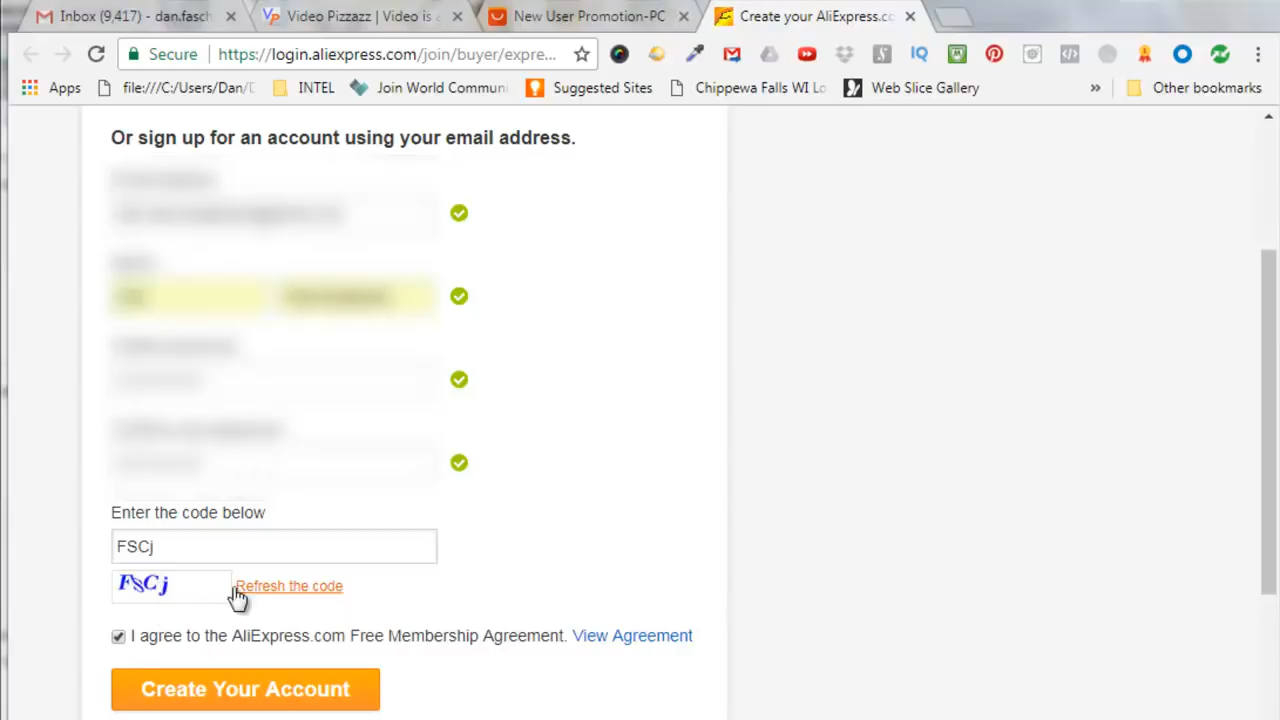 Inbox (9,417) - dan.fasch
Video Pizzazz | Video is a
New User Promotion-PC
Create your AliExpress.co
Secure
https://login.aliexpress.com/join/buyer/expre...
Apps
file:///C:/Users/Dan/D
INTEL
Join World Commun
Suggested Sites
Chippewa Falls WI Lo
Web Slice Gallery
»
Other bookmarks
Or sign up for an account using your email address.
Enter the code below
FSCj
FSCj
Refresh the code
I agree to the AliExpress.com Free Membership Agreement. View Agreement
Create Your Account